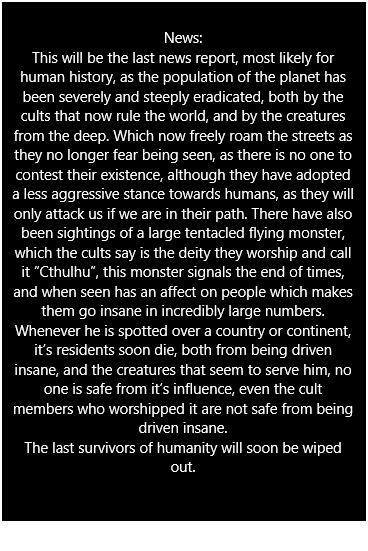 News:
This will be the last news report, most likely for
human history, as the population of the planet has
been severely and steeply eradicated, both by the
cults that now rule the world, and by the creatures
from the deep. Which now freely roam the streets as
they no longer fear being seen, as there is no one to
contest their existence, although they have adopted
a less aggressive stance towards humans, as they will
only attack us if we are in their path. There have also
been sightings of a large tentacled flying monster,
which the cults say is the deity they worship and call
it “Cthulhu”, this monster signals the end of times,
and when seen has an affect on people which makes
them go insane in incredibly large numbers.
Whenever he is spotted over a country or continent,
it’s residents soon die, both from being driven
insane, and the creatures that seem to serve him, no
one is safe from it’s influence, even the cult
members who worshipped it are not safe from being
driven insane.
The last survivors of humanity will soon be wiped
out.